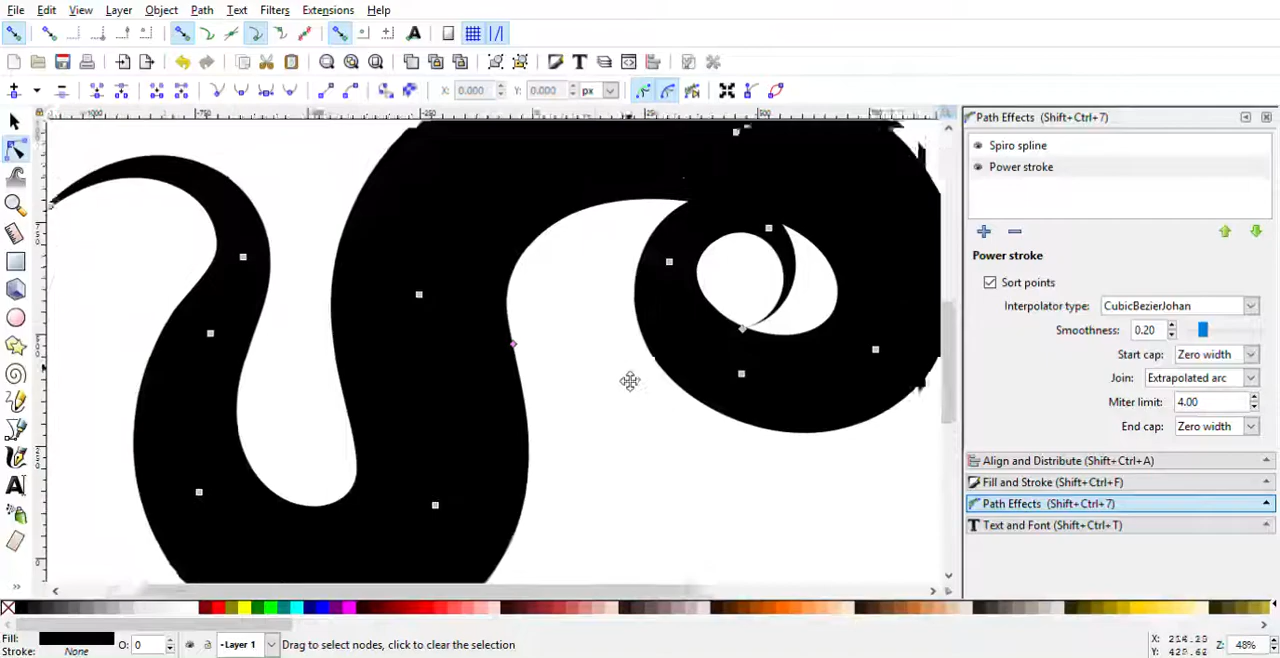 File Edit View Layer Object Path Text Filters Extensions Help
X: 0.000 Y: 0.000 px
Path Effects (Shift+Ctrl+7)
Spiro spline
Power stroke
Power stroke
Sort points
Interpolator type: CubicBezierJohan
Smoothness: 0.20
Start cap: Zero width
Join: Extrapolated arc
Miter limit: 4.00
End cap: Zero width
Align and Distribute (Shift+Ctrl+A)
Fill and Stroke (Shift+Ctrl+F)
Path Effects (Shift+Ctrl+7)
Text and Font (Shift+Ctrl+T)
Fill: O: 0 -Layer 1 Drag to select nodes, click to clear the selection X: Z: 48%
Stroke: None Y: